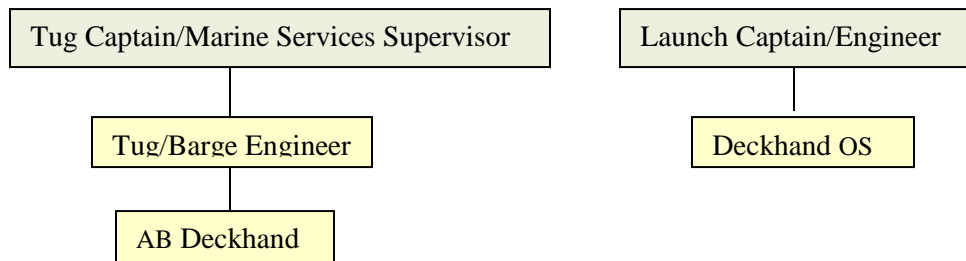 Tug Captain/Marine Services Supervisor
Launch Captain/Engineer
Tug/Barge Engineer
Deckhand OS
AB Deckhand